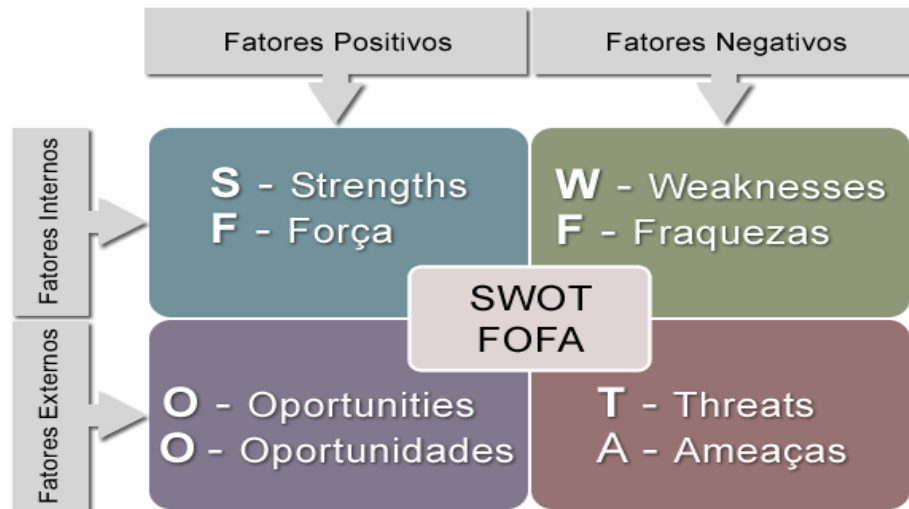 Fatores Positivos
Fatores Negativos
Fatores Internos
S - Strengths
F - Força
W - Weaknesses
F - Fraquezas
SWOT
FOFA
Fatores Externos
O - Oportunities
O - Oportunidades
T - Threats
A - Ameaças